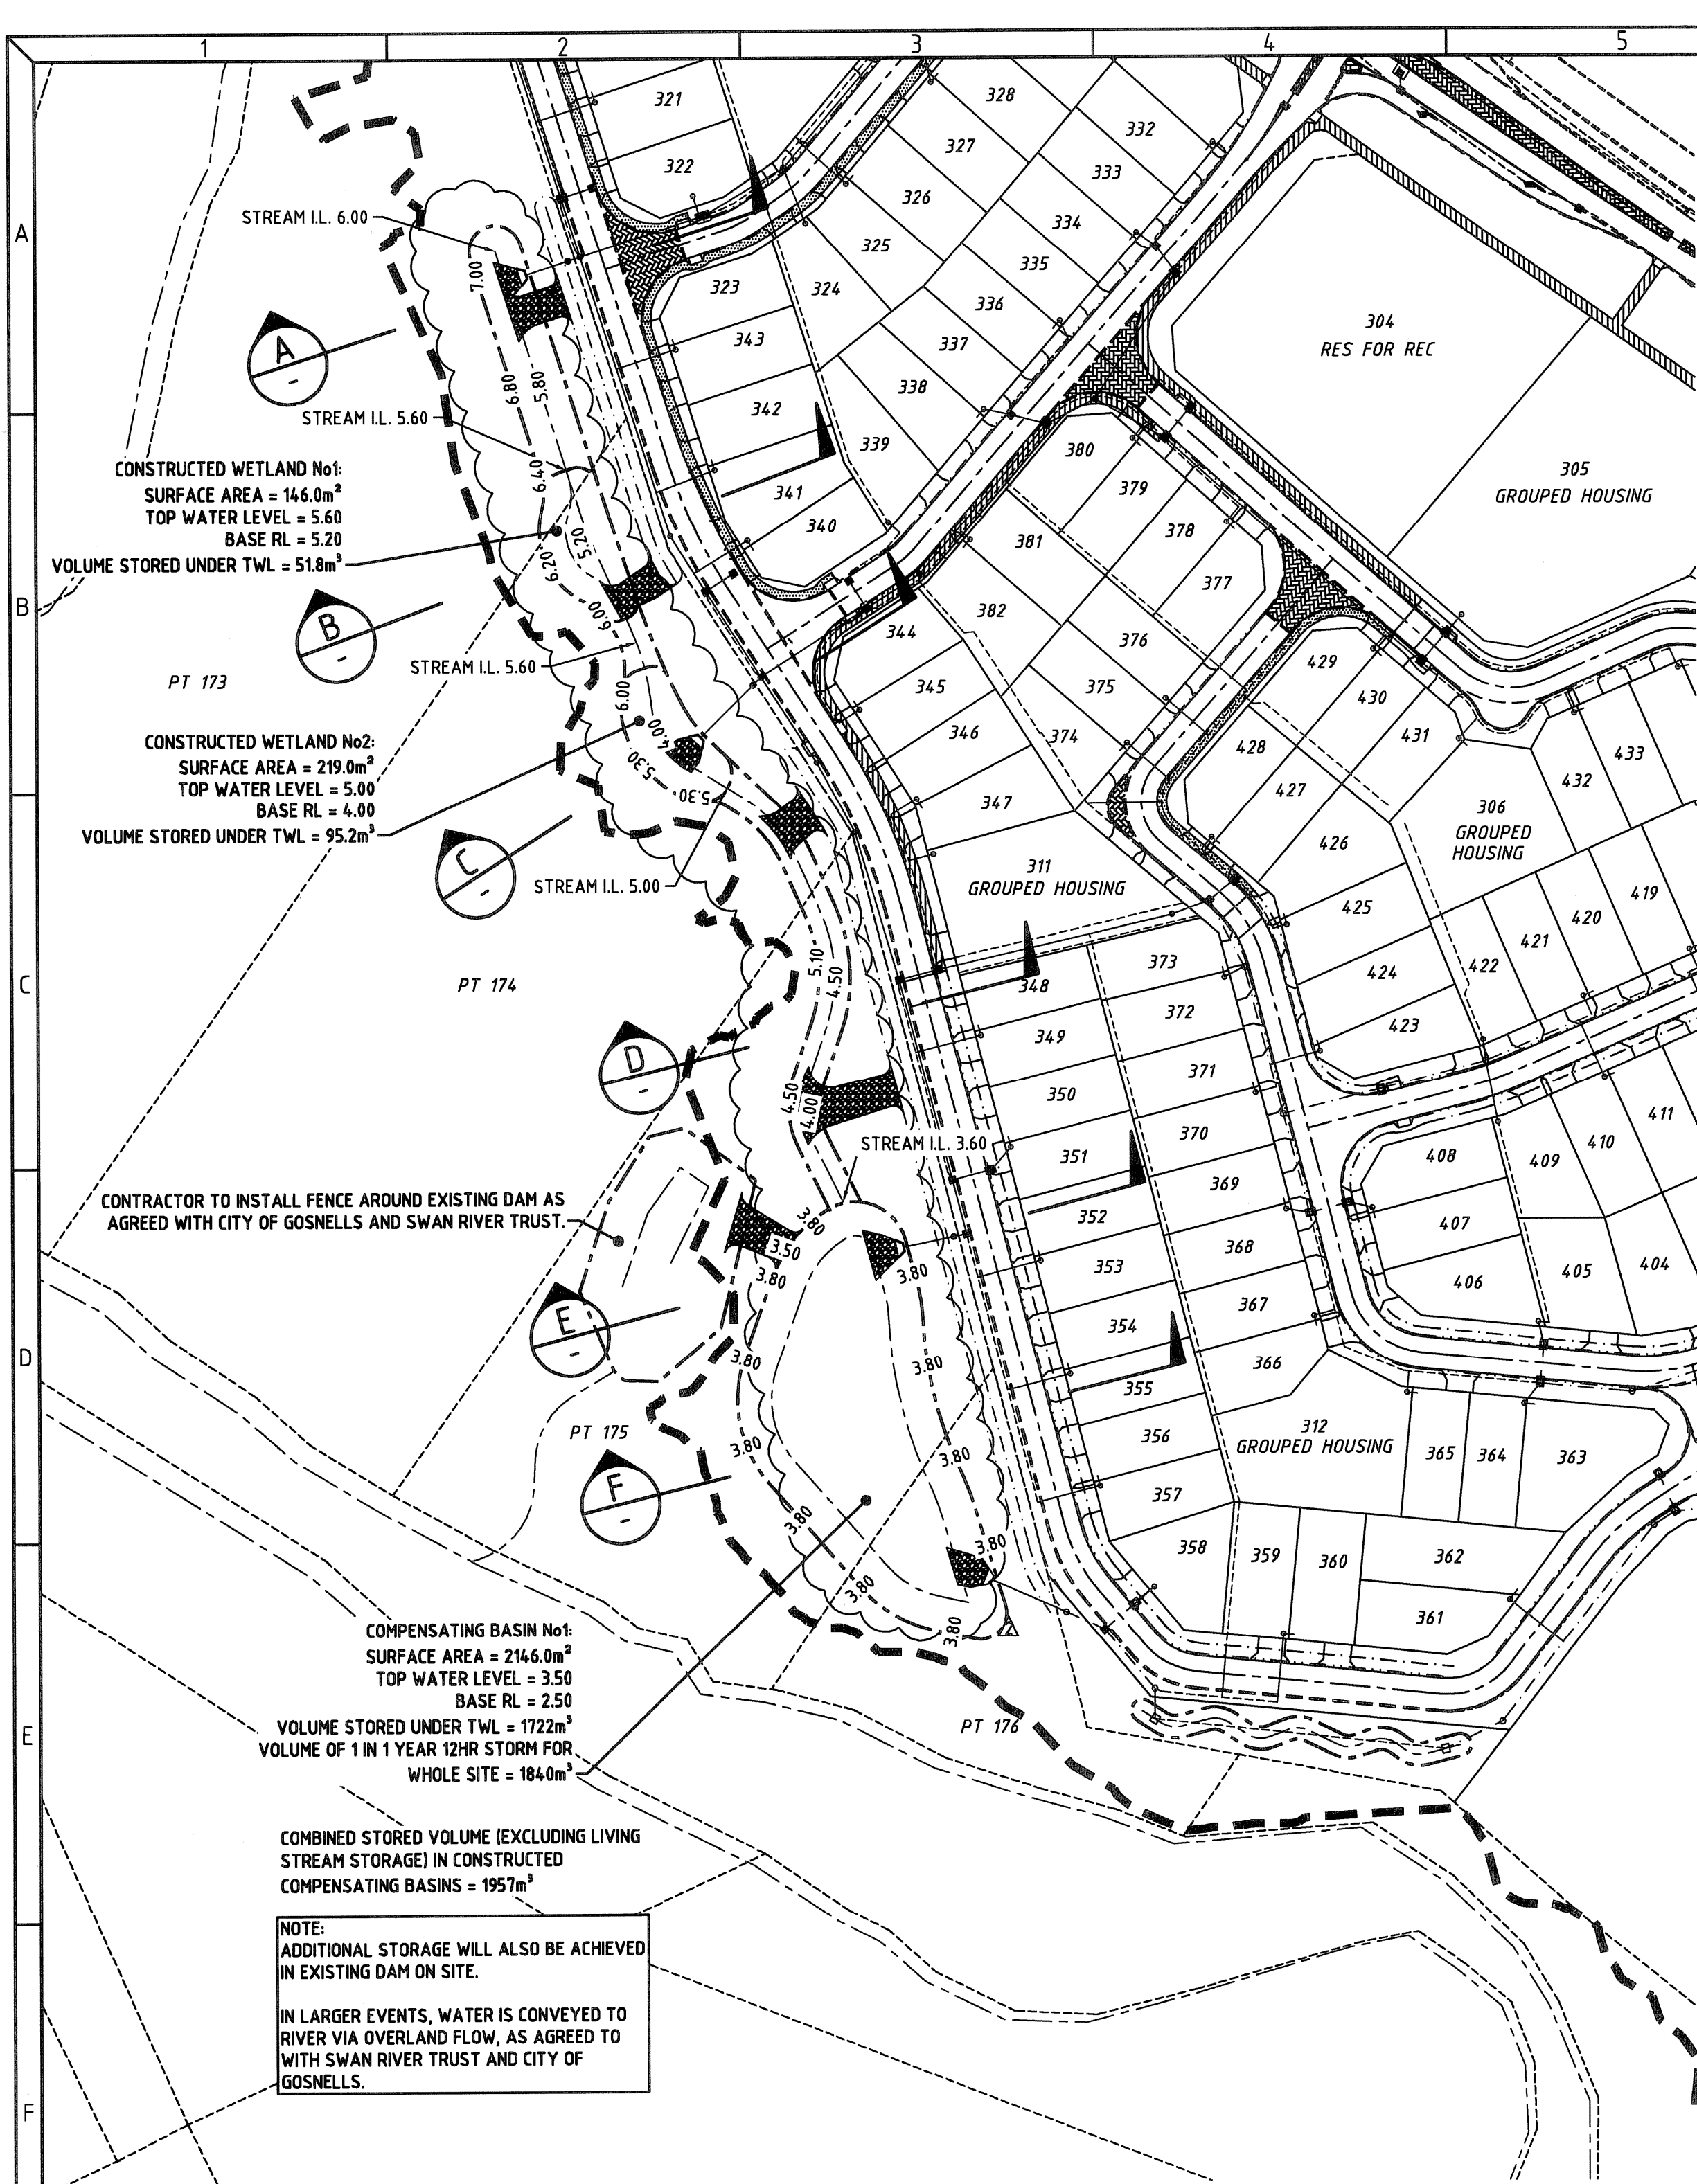 1
2
3
4
5
A
B
C
D
E
F
321
322
323
324
325
326
327
328
332
333
334
335
336
337
338
339
340
341
342
343
304
RES FOR REC
305
GROUPED HOUSING
STREAM I.L. 6.00
7.00
A
-
6.80
5.80
STREAM I.L. 5.60
6.40
CONSTRUCTED WETLAND No1:
SURFACE AREA = 146.0m²
TOP WATER LEVEL = 5.60
BASE RL = 5.20
VOLUME STORED UNDER TWL = 51.8m³
5.20
6.20
6.00
B
-
PT 173
STREAM I.L. 5.60
6.00
4.00
5.30
5.30
CONSTRUCTED WETLAND No2:
SURFACE AREA = 219.0m²
TOP WATER LEVEL = 5.00
BASE RL = 4.00
VOLUME STORED UNDER TWL = 95.2m³
C
-
STREAM I.L. 5.00
380
379
378
377
381
382
376
375
374
344
345
346
347
311
GROUPED HOUSING
429
430
431
428
427
426
432
433
306
GROUPED
HOUSING
425
424
423
422
421
420
419
PT 174
5.10
4.50
D
-
4.50
4.00
STREAM I.L. 3.60
348
349
350
351
352
353
354
355
356
357
358
373
372
371
370
369
368
367
366
408
409
410
411
407
406
405
404
CONTRACTOR TO INSTALL FENCE AROUND EXISTING DAM AS
AGREED WITH CITY OF GOSNELLS AND SWAN RIVER TRUST.
3.80
3.50
3.80
3.80
E
-
3.80
3.80
PT 175
3.80
3.80
F
-
3.80
3.80
3.80
3.80
312
GROUPED HOUSING
365
364
363
359
360
362
361
COMPENSATING BASIN No1:
SURFACE AREA = 2146.0m²
TOP WATER LEVEL = 3.50
BASE RL = 2.50
VOLUME STORED UNDER TWL = 1722m³
VOLUME OF 1 IN 1 YEAR 12HR STORM FOR
WHOLE SITE = 1840m³
PT 176
COMBINED STORED VOLUME (EXCLUDING LIVING
STREAM STORAGE) IN CONSTRUCTED
COMPENSATING BASINS = 1957m³
NOTE:
ADDITIONAL STORAGE WILL ALSO BE ACHIEVED
IN EXISTING DAM ON SITE.
IN LARGER EVENTS, WATER IS CONVEYED TO
RIVER VIA OVERLAND FLOW, AS AGREED TO
WITH SWAN RIVER TRUST AND CITY OF
GOSNELLS.